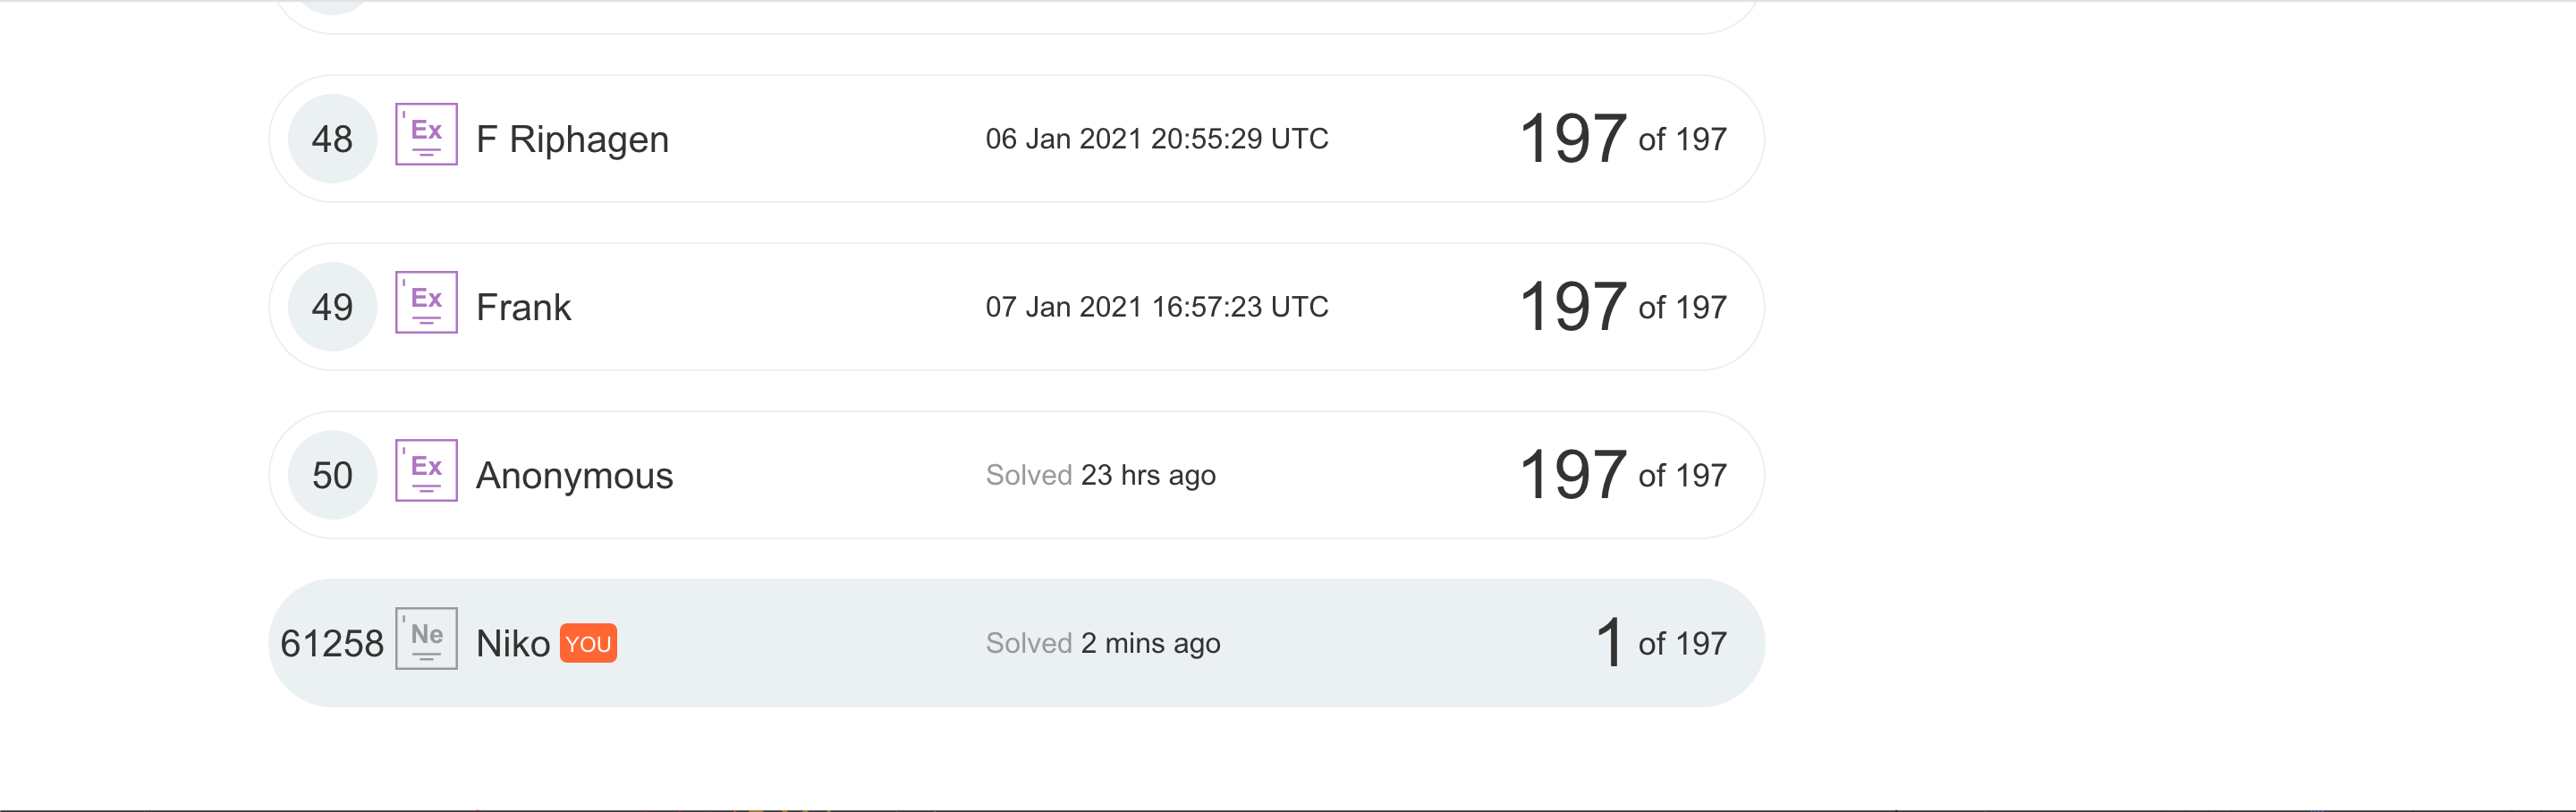 48 Ex F Riphagen 06 Jan 2021 20:55:29 UTC 197 of 197
49 Ex Frank 07 Jan 2021 16:57:23 UTC 197 of 197
50 Ex Anonymous Solved 23 hrs ago 197 of 197
61258 Ne Niko YOU Solved 2 mins ago 1 of 197